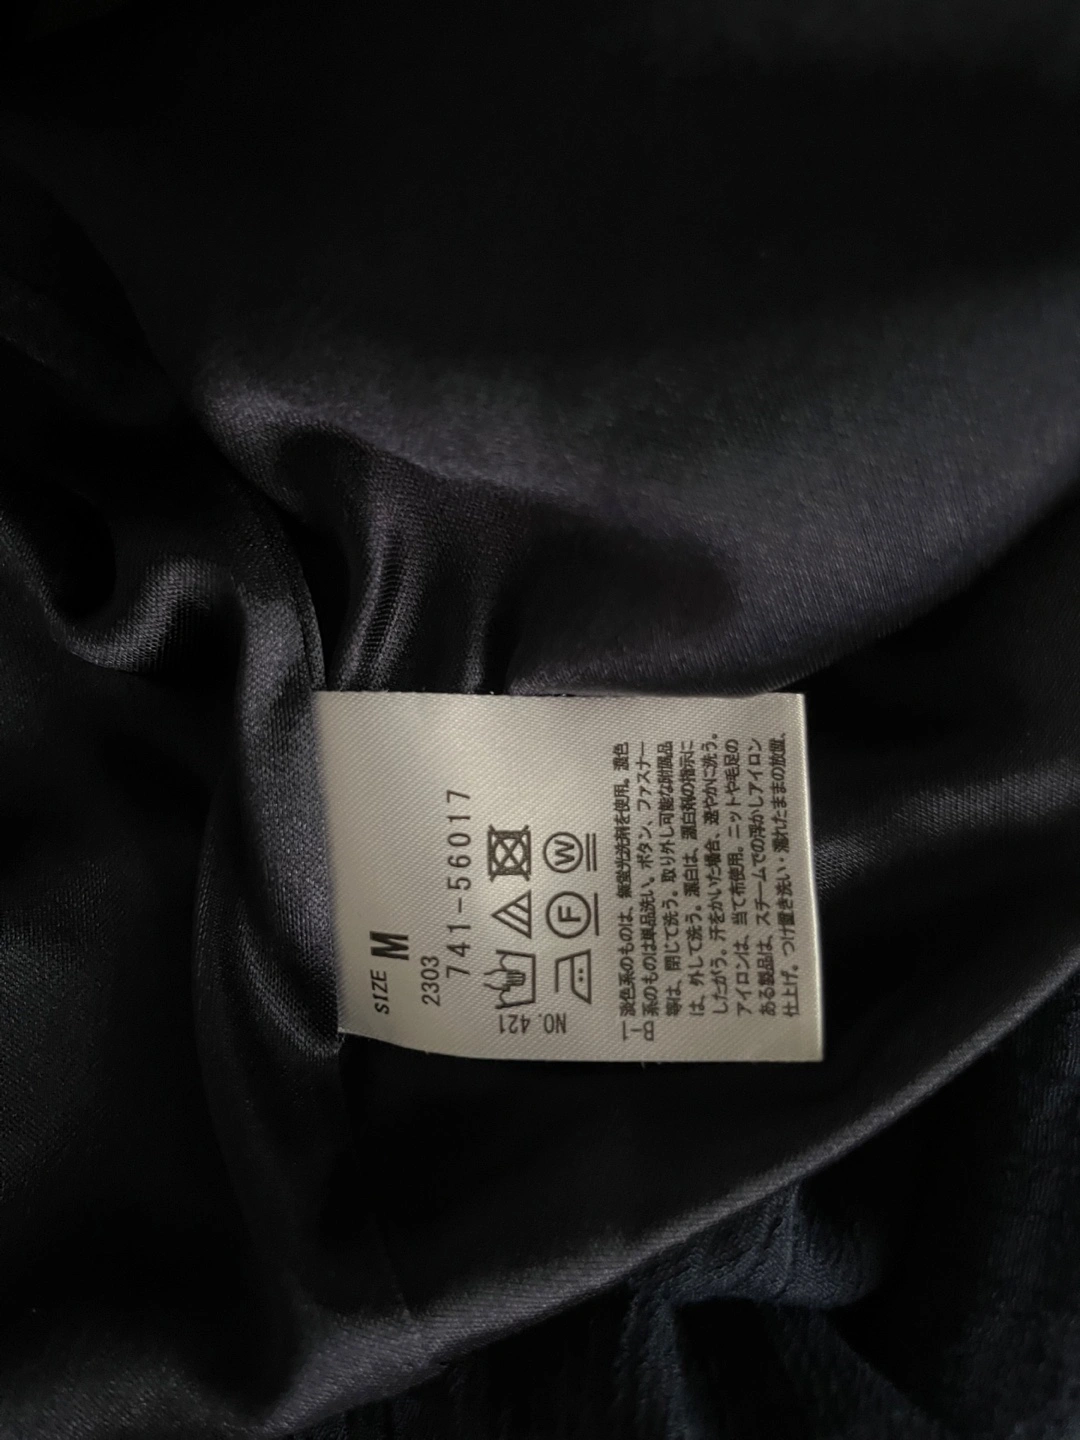 SIZE M
2303
741-56017
F W
NO. 421
淡色系のものは、無蛍光洗剤を使用。濃色
系のものは単品洗い。ボタン、ファスナー
等は、閉じて洗う。取り外し可能な附属品
は、外して洗う。漂白は、漂白剤の指示に
したがう。汗をかいた場合、速やかに洗う。
アイロンは、当て布使用。ニットや毛足の
ある製品は、スチームでの浮かしアイロン
仕上げ。つけ置き洗い・濡れたままの放置、